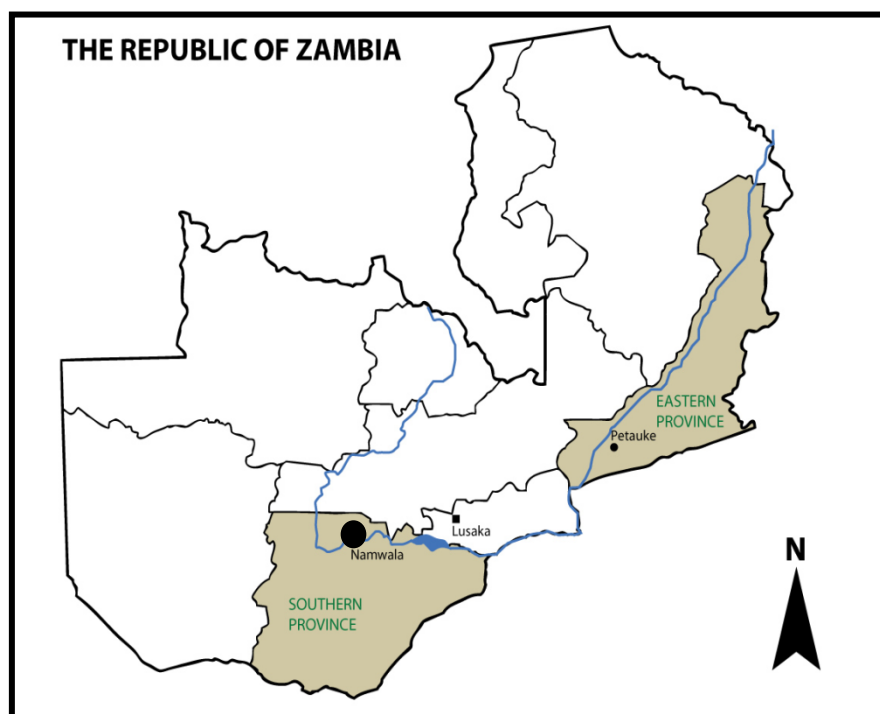 THE REPUBLIC OF ZAMBIA
EASTERN
PROVINCE
Petauke
Lusaka
Namwala
N
SOUTHERN
PROVINCE